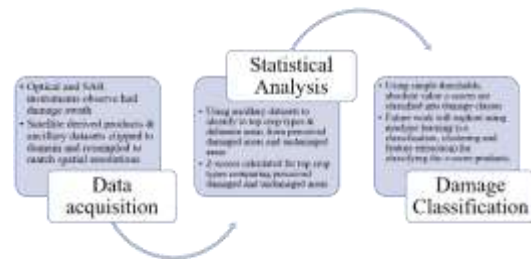 • Optical and SAR
instruments observe hail
damage swath
• Satellite derived products &
ancillary datasets clipped to
domain and resampled to
match spatial resolutions
Data
acquisition
Statistical
Analysis
• Using ancillary datasets to
identify top crop types &
delineate areas from perceived
damaged areas and undamaged
areas
• Z-scores calculated for top crop
types comparing perceived
damaged and undamaged areas
• Using simple thresholds,
absolute value z-scores are
classified into damage classes
• Future work will explore using
machine learning (i.e.
classification, clustering and
feature extraction) for
classifying the z-score products
Damage
Classification